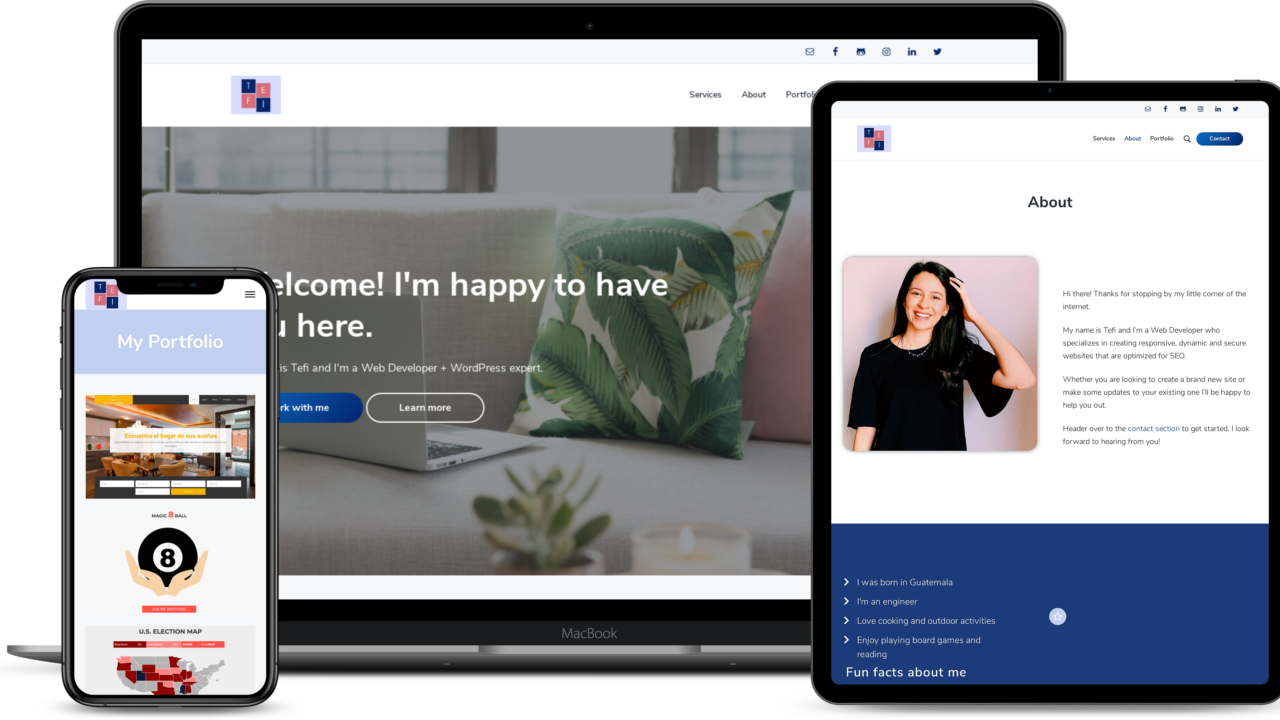 T E
F I
Services About
elcome! I'm happy to have
here.
is Tefi and I'm a Web Developer + WordPress expert.
with me
Learn more
MacBook
T E
F I
My Portfolio
Encuentre el hogar de sus sueños
MAGIC 8 BALL
8
ASK ME ANYTHING
U.S. ELECTION MAP
T E
F I
Services About Portfolio Contact
About
Hi there! Thanks for stopping by my little corner of the
internet.
My name is Tefi and I'm a Web Developer who
specializes in creating responsive, dynamic and secure
websites that are optimized for SEO.
Whether you are looking to create a brand new site or
make some updates to your existing one I'll be happy to
help you out.
Header over to the contact section to get started. I look
forward to hearing from you!
I was born in Guatemala
I'm an engineer
Love cooking and outdoor activities
Enjoy playing board games and
reading
Fun facts about me